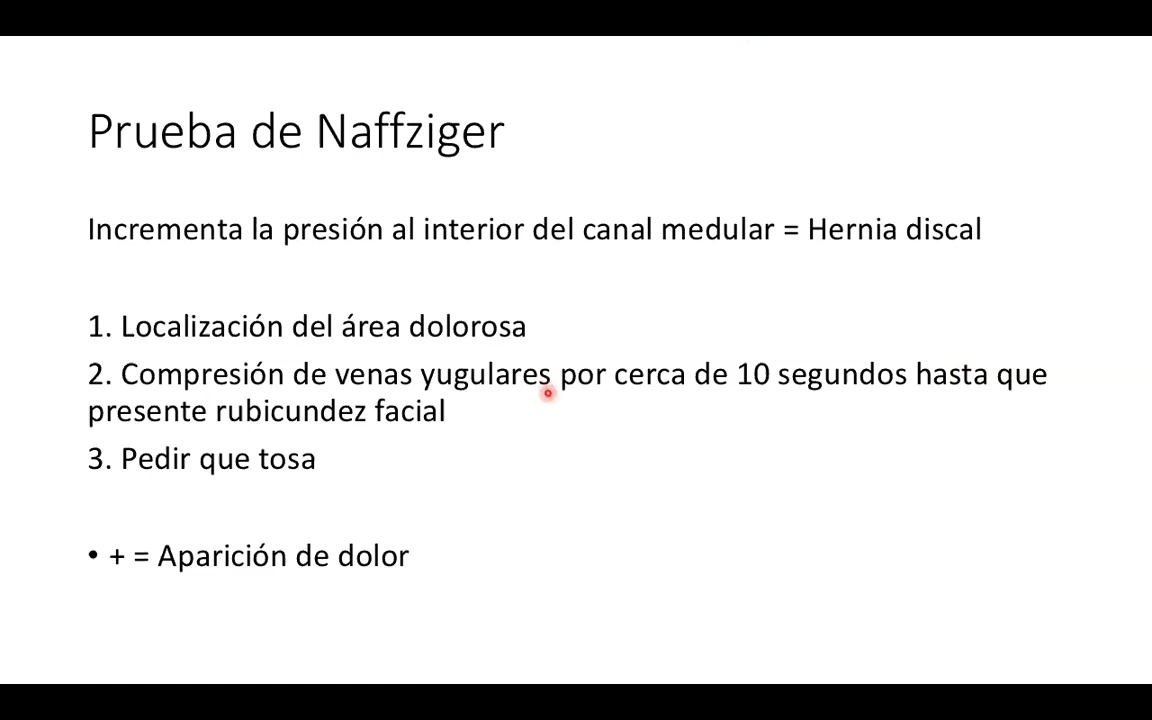 Prueba de Naffziger
Incrementa la presión al interior del canal medular = Hernia discal
1. Localización del área dolorosa
2. Compresión de venas yugulares por cerca de 10 segundos hasta que
presente rubicundez facial
3. Pedir que tosa
• + = Aparición de dolor